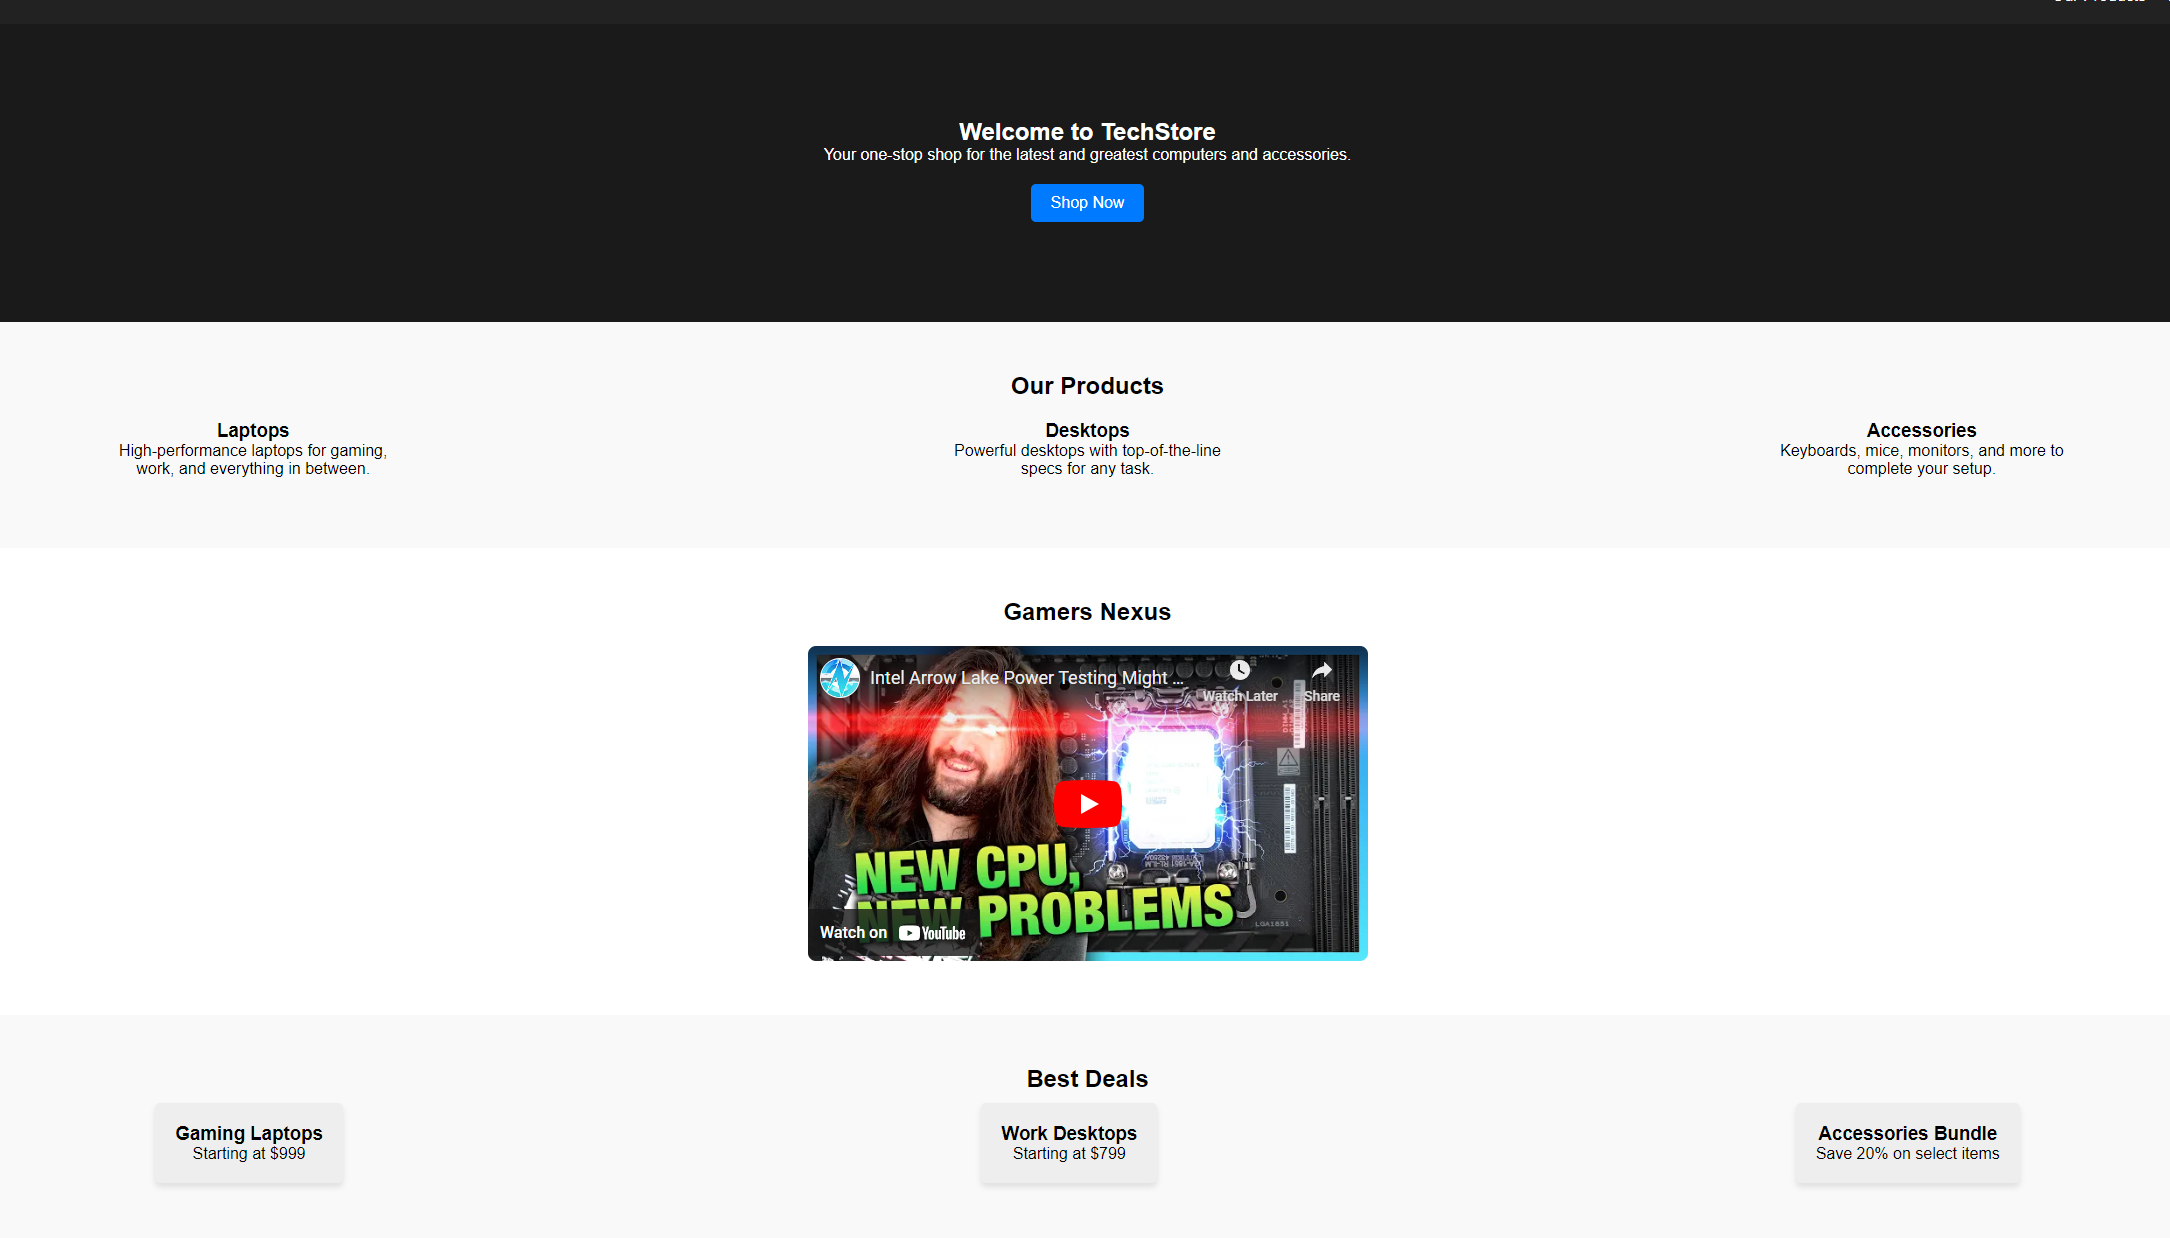 Our Products
Welcome to TechStore
Your one-stop shop for the latest and greatest computers and accessories.
Shop Now
Our Products
Laptops
High-performance laptops for gaming,
work, and everything in between.
Desktops
Powerful desktops with top-of-the-line
specs for any task.
Accessories
Keyboards, mice, monitors, and more to
complete your setup.
Gamers Nexus
Intel Arrow Lake Power Testing Might ...
Watch Later
Share
NEW CPU,
NEW PROBLEMS
LGA1851
Watch on YouTube
Best Deals
Gaming Laptops
Starting at $999
Work Desktops
Starting at $799
Accessories Bundle
Save 20% on select items